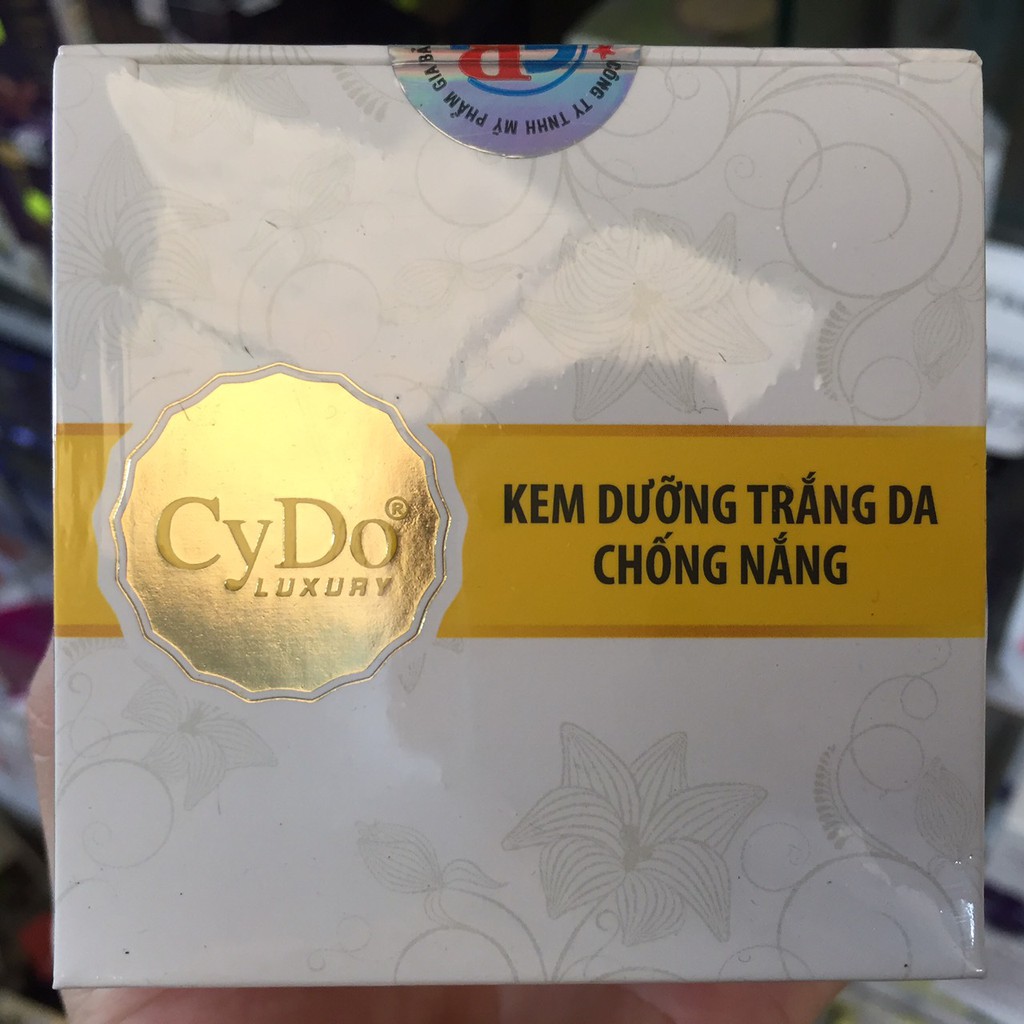 CÔNG TY TNHH MỸ PHẨM GIA
CyDo®
LUXURY
KEM DƯỠNG TRẮNG DA
CHỐNG NẮNG